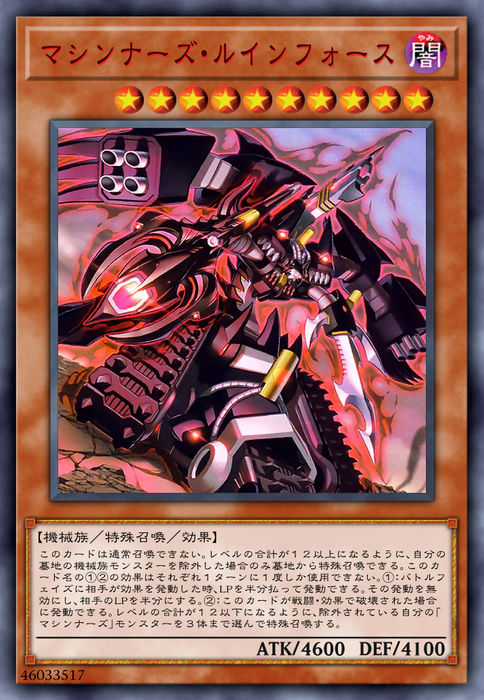 マシンナーズ・ルインフォース
やみ
闇
【機械族／特殊召喚／効果】
このカードは通常召喚できない。レベルの合計が１２以上になるように、自分の
墓地の機械族モンスターを除外した場合のみ墓地から特殊召喚できる。このカ
ード名の①②の効果はそれぞれ１ターンに１度しか使用できない。①：バトルフ
ェイズに相手が効果を発動した時、LPを半分払って発動できる。その発動を無
効にし、相手のLPを半分にする。②：このカードが戦闘・効果で破壊された場合
に発動できる。レベルの合計が１２以下になるように、除外されている自分の「
マシンナーズ」モンスターを３体まで選んで特殊召喚する。
ATK/4600 DEF/4100
46033517